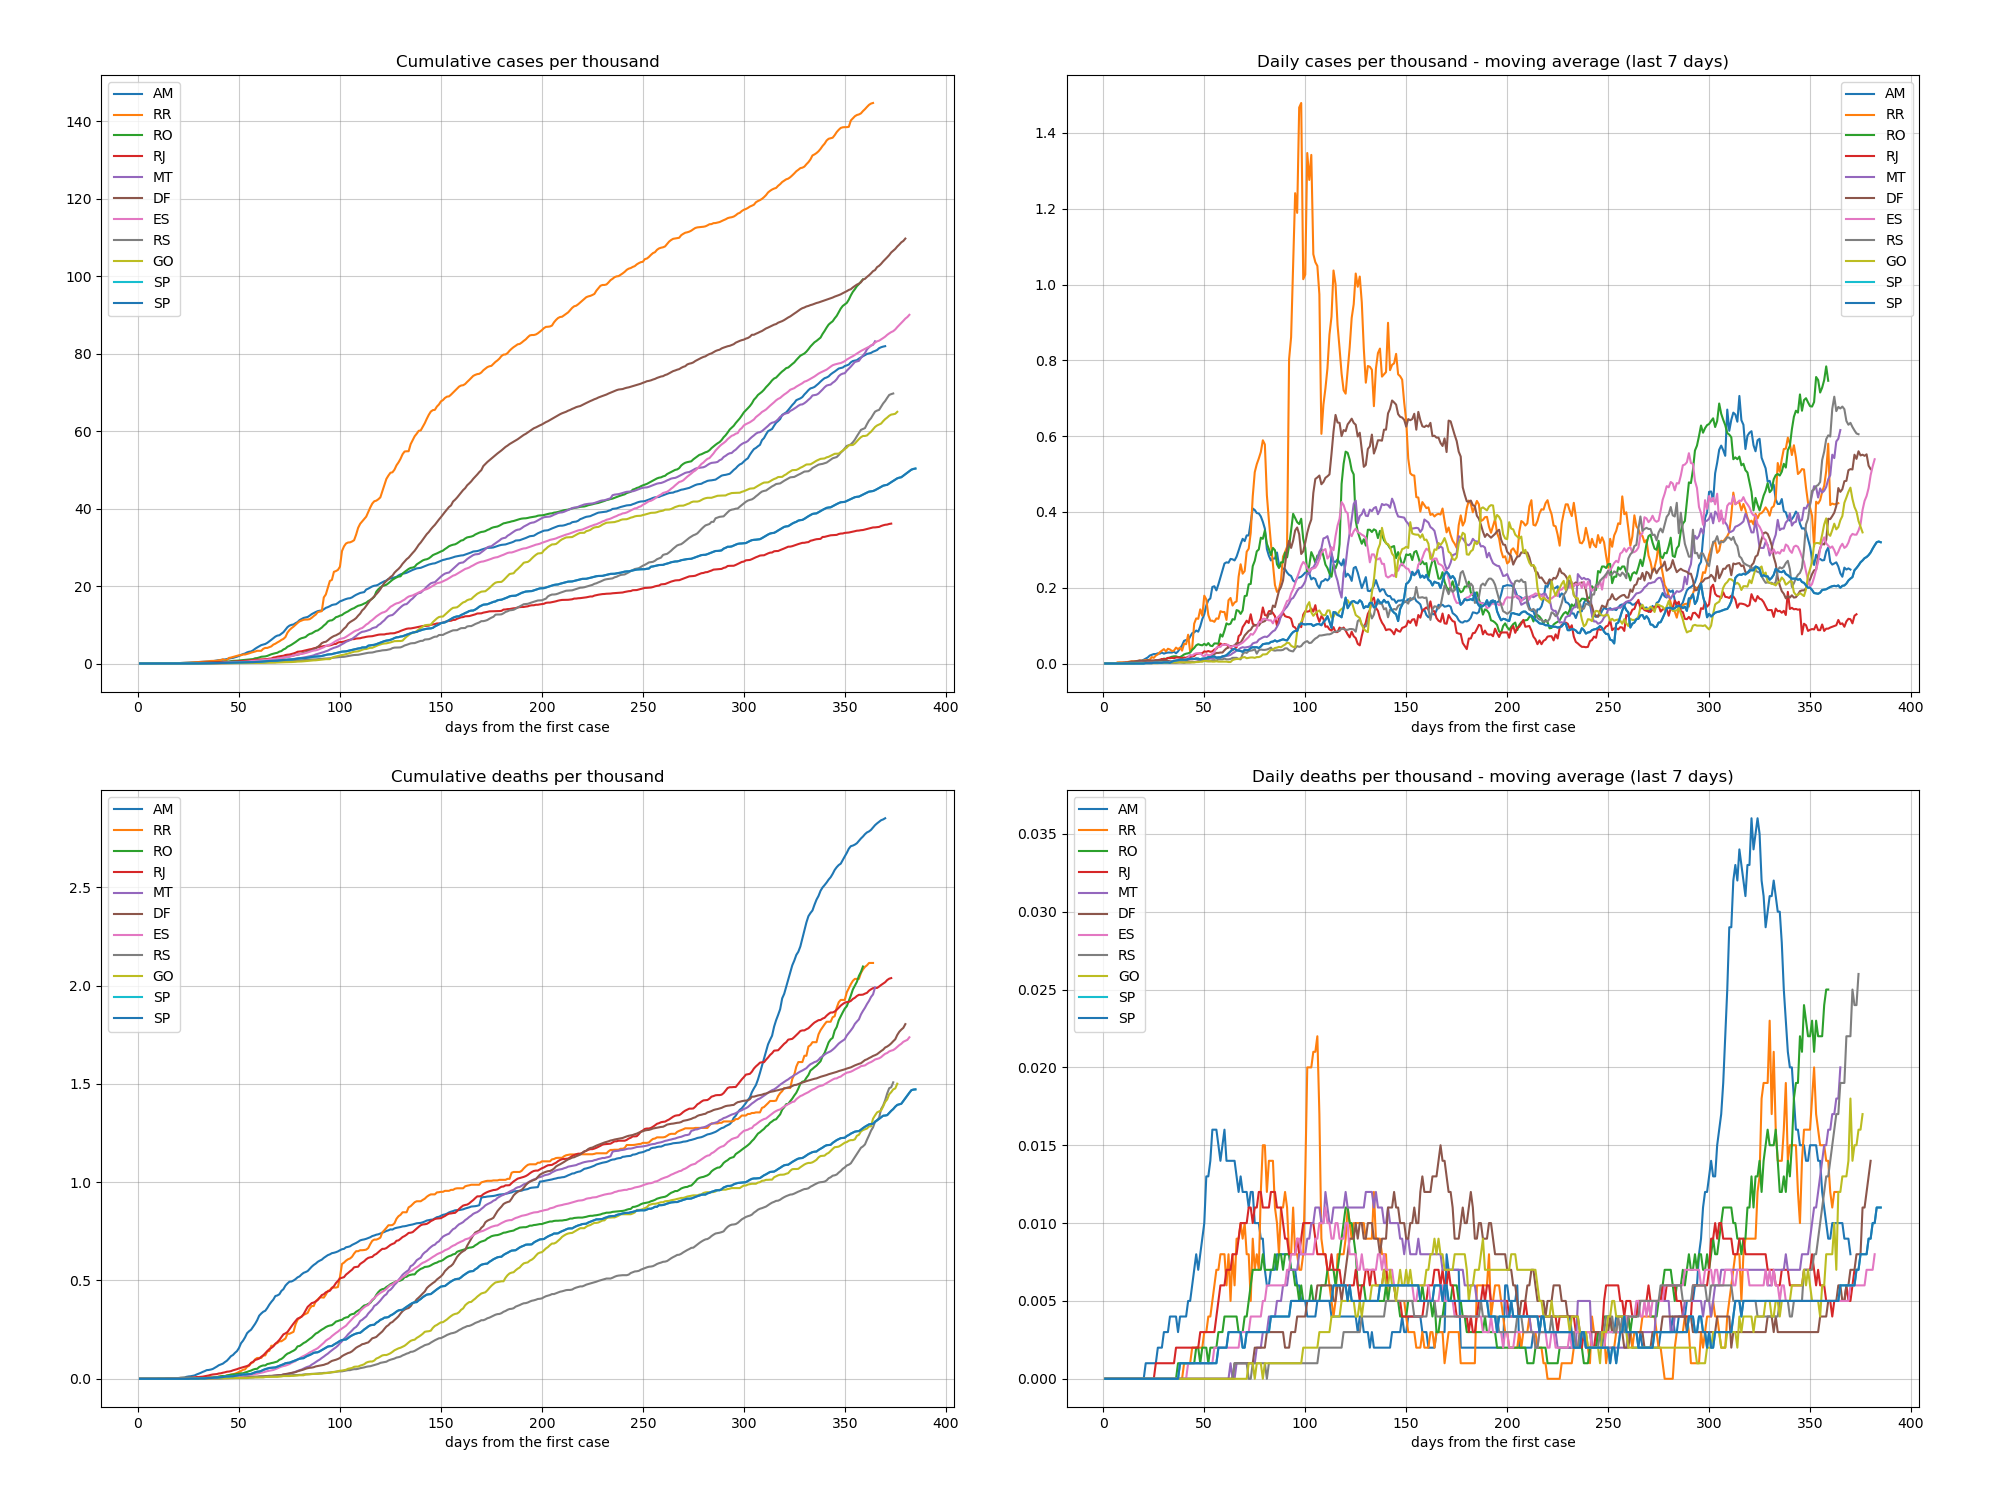 Cumulative cases per thousand
AM
RR
RO
RJ
MT
DF
ES
RS
GO
SP
SP
140
120
100
80
60
40
20
0
0 50 100 150 200 250 300 350 400
days from the first case
Daily cases per thousand - moving average (last 7 days)
AM
RR
RO
RJ
MT
DF
ES
RS
GO
SP
SP
1.4
1.2
1.0
0.8
0.6
0.4
0.2
0.0
0 50 100 150 200 250 300 350 400
days from the first case
Cumulative deaths per thousand
AM
RR
RO
RJ
MT
DF
ES
RS
GO
SP
SP
2.5
2.0
1.5
1.0
0.5
0.0
0 50 100 150 200 250 300 350 400
days from the first case
Daily deaths per thousand - moving average (last 7 days)
AM
RR
RO
RJ
MT
DF
ES
RS
GO
SP
SP
0.035
0.030
0.025
0.020
0.015
0.010
0.005
0.000
0 50 100 150 200 250 300 350 400
days from the first case